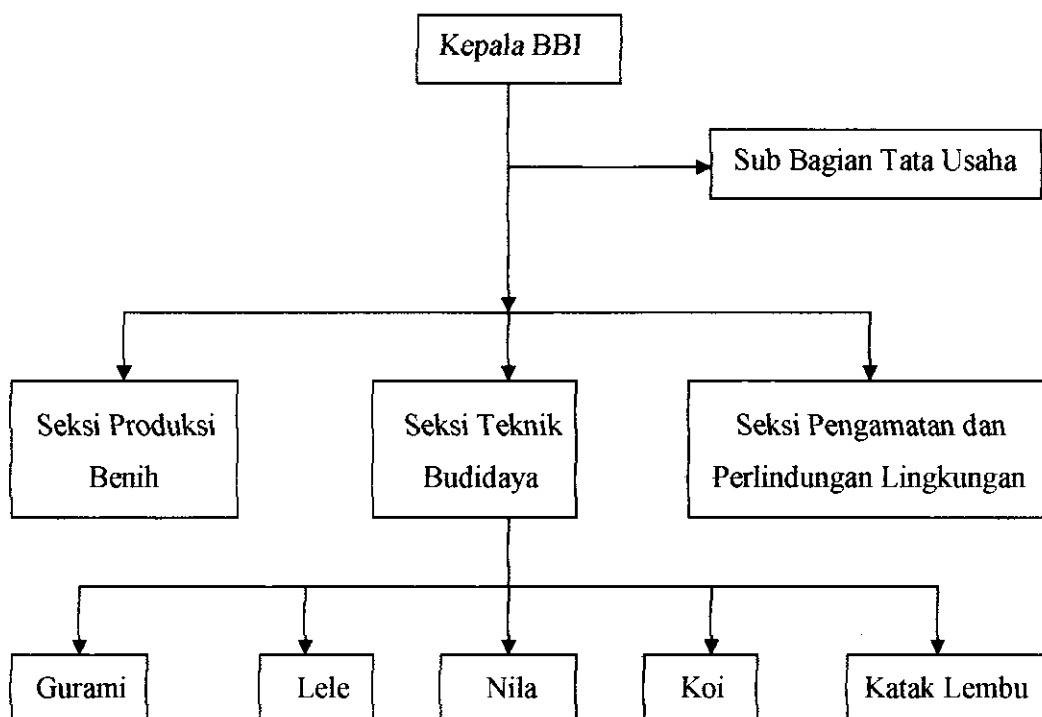 Kepala BBI
Sub Bagian Tata Usaha
Seksi Produksi
Benih
Seksi Teknik
Budidaya
Seksi Pengamatan dan
Perlindungan Lingkungan
Gurami
Lele
Nila
Koi
Katak Lembu